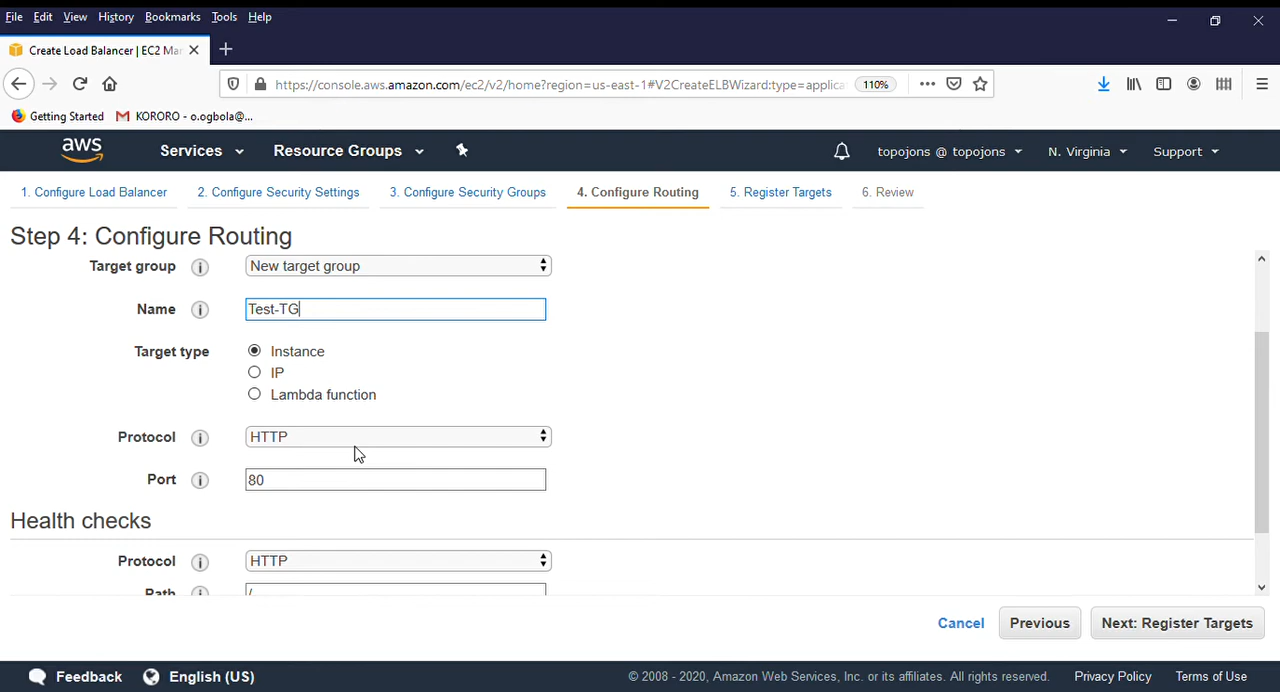 File Edit View History Bookmarks Tools Help
Create Load Balancer | EC2 Mar
https://console.aws.amazon.com/ec2/v2/home?region=us-east-1#V2CreateELBWizard:type=applica 110%
Getting Started KORORO - o.ogbola@...
aws Services Resource Groups topojons @ topojons N. Virginia Support
1. Configure Load Balancer 2. Configure Security Settings 3. Configure Security Groups 4. Configure Routing 5. Register Targets 6. Review
Step 4: Configure Routing
Target group i New target group
Name i Test-TG
Target type Instance
IP
Lambda function
Protocol i HTTP
Port i 80
Health checks
Protocol i HTTP
Path i /
Cancel Previous Next: Register Targets
Feedback English (US) © 2008 - 2020, Amazon Web Services, Inc. or its affiliates. All rights reserved. Privacy Policy Terms of Use